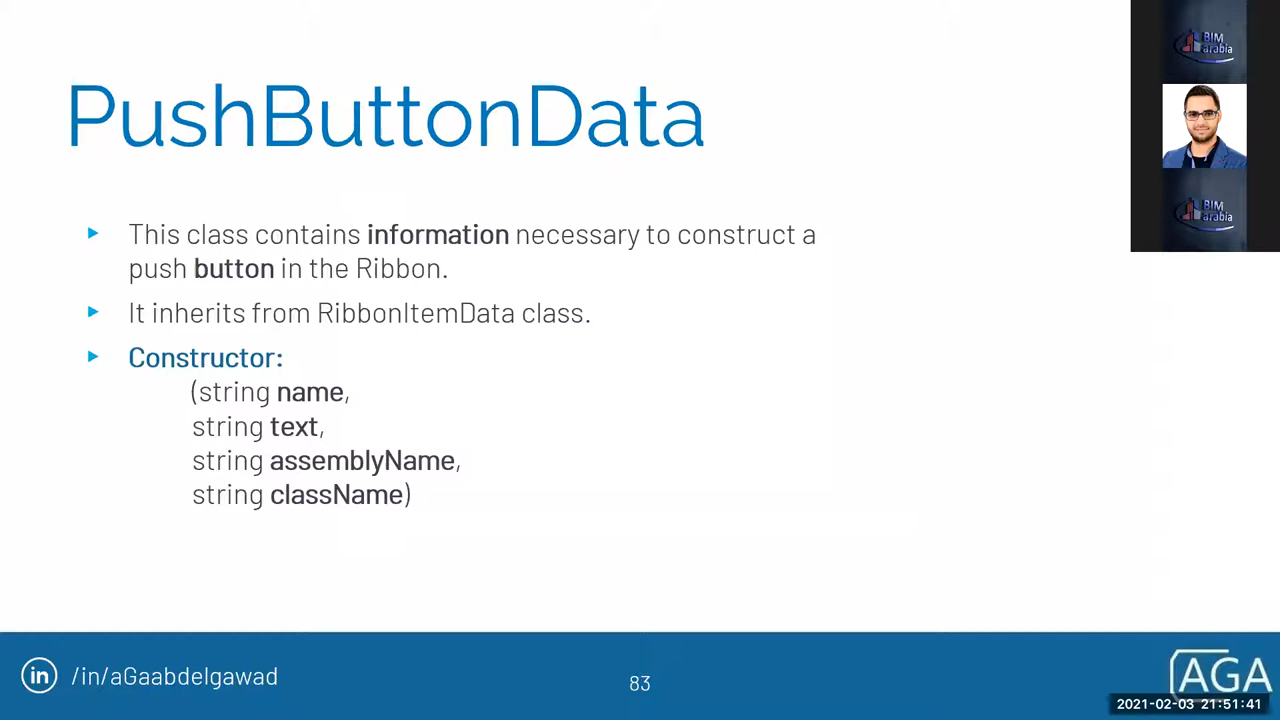 PushButtonData
This class contains information necessary to construct a
push button in the Ribbon.
It inherits from RibbonItemData class.
Constructor:
(string name,
string text,
string assemblyName,
string className)
BIM
arabia
BIM
arabia
in /in/aGaabdelgawad
83
AGA
2021-02-03 21:51:41